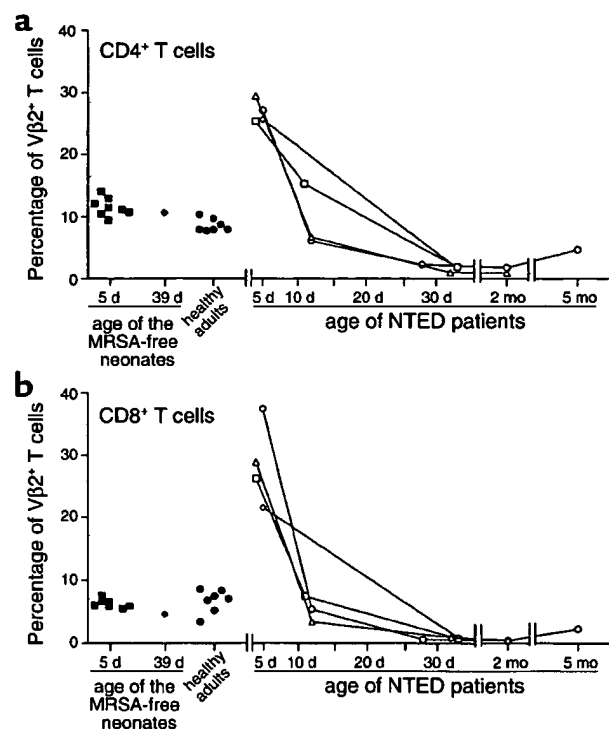 a
40
CD4+ T cells
30
20
10
0
Percentage of Vβ2+ T cells
5 d 39 d healthy adults 5 d 10 d 20 d 30 d 2 mo 5 mo
age of the
MRSA-free
neonates
age of NTED patients
b
40
CD8+ T cells
30
20
10
0
Percentage of Vβ2+ T cells
5 d 39 d healthy adults 5 d 10 d 20 d 30 d 2 mo 5 mo
age of the
MRSA-free
neonates
age of NTED patients